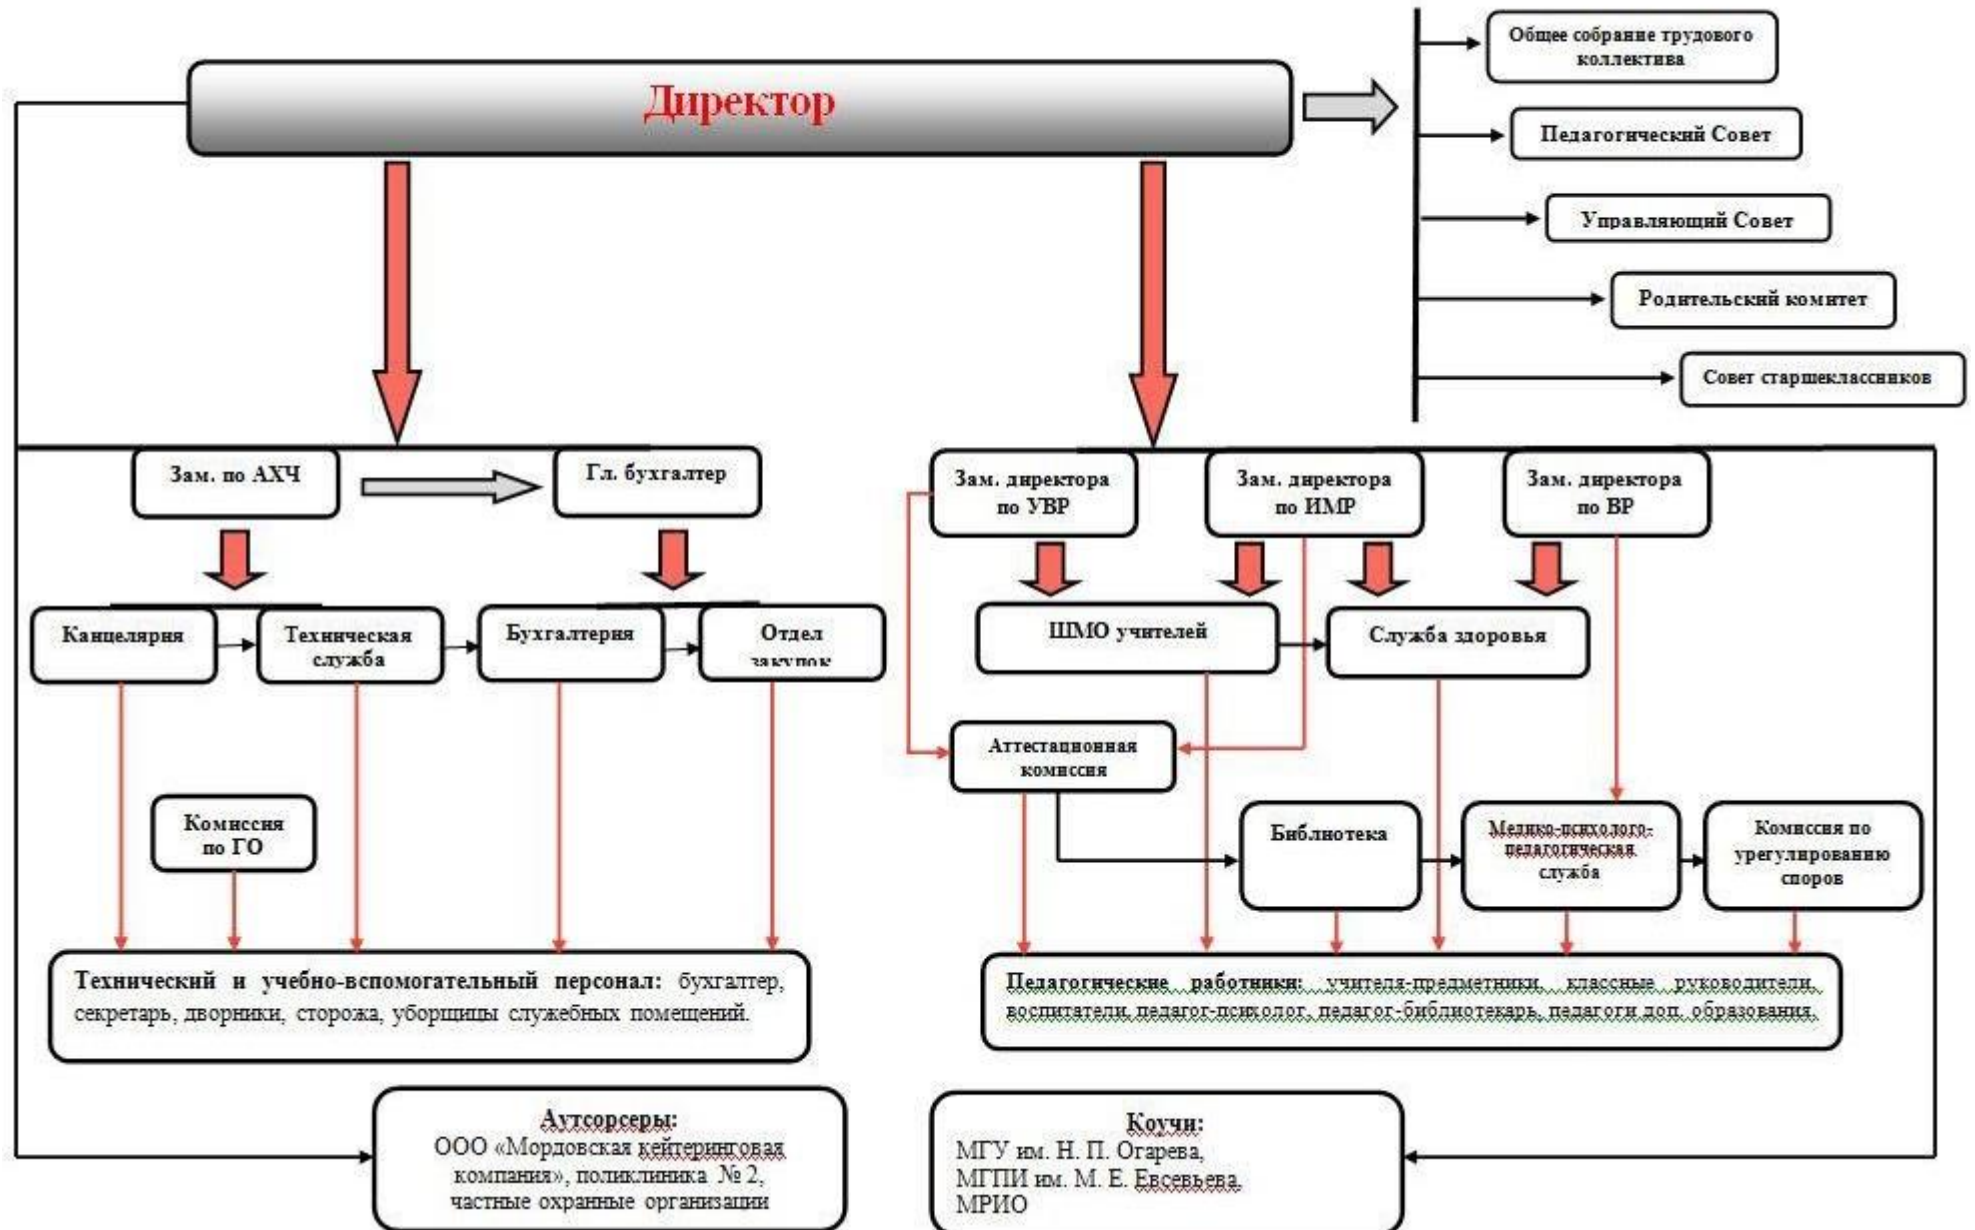 Директор
Общее собрание трудового
коллектива
Педагогический Совет
Управляющий Совет
Родительский комитет
Совет старшеклассников
Зам. по АХЧ
Гл. бухгалтер
Зам. директора
по УВР
Зам. директора
по ИМР
Зам. директора
по ВР
Канцелярия
Техническая
служба
Бухгалтерия
Отдел
закупок
ШМО учителей
Служба здоровья
Аттестационная
комиссия
Комиссия
по ГО
Библиотека
Медико-психолого-
педагогическая
служба
Комиссия по
урегулированию
споров
Технический и учебно-вспомогательный персонал: бухгалтер,
секретарь, дворники, сторожа, уборщицы служебных помещений.
Педагогические работники: учителя-предметники, классные руководители,
воспитатели, педагог-психолог, педагог-библиотекарь, педагоги доп. образования.
Аутсорсеры:
ООО «Мордовская кейтеринговая
компания», поликлиника № 2,
частные охранные организации
Коучи:
МГУ им. Н. П. Огарева,
МГПИ им. М. Е. Евсевьева,
МРИО